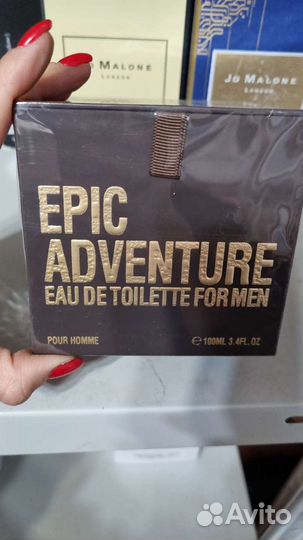 MALONE
LONDON
JO MALONE
LONDON
EPIC
ADVENTURE
EAU DE TOILETTE FOR MEN
POUR HOMME
℮100ML 3.4FL.OZ
Avito